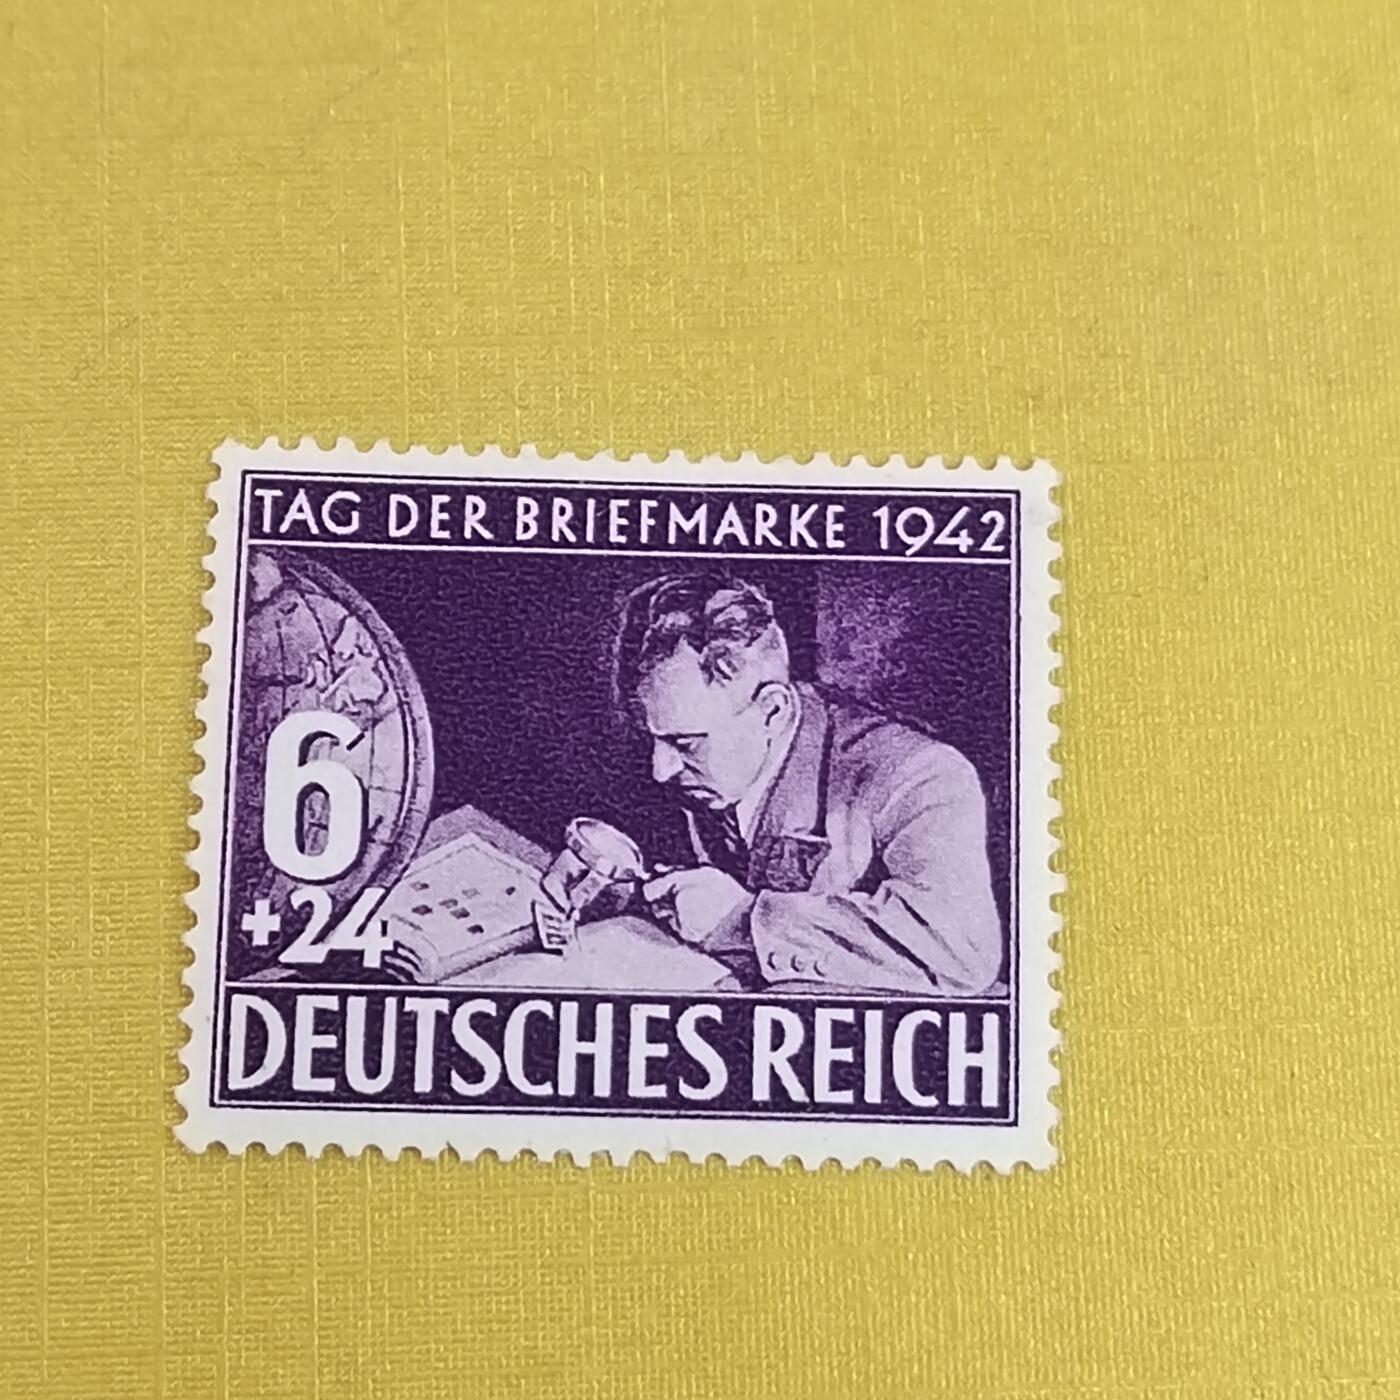 TAG DER BRIEFMARKE 1942
6
+24
DEUTSCHES REICH